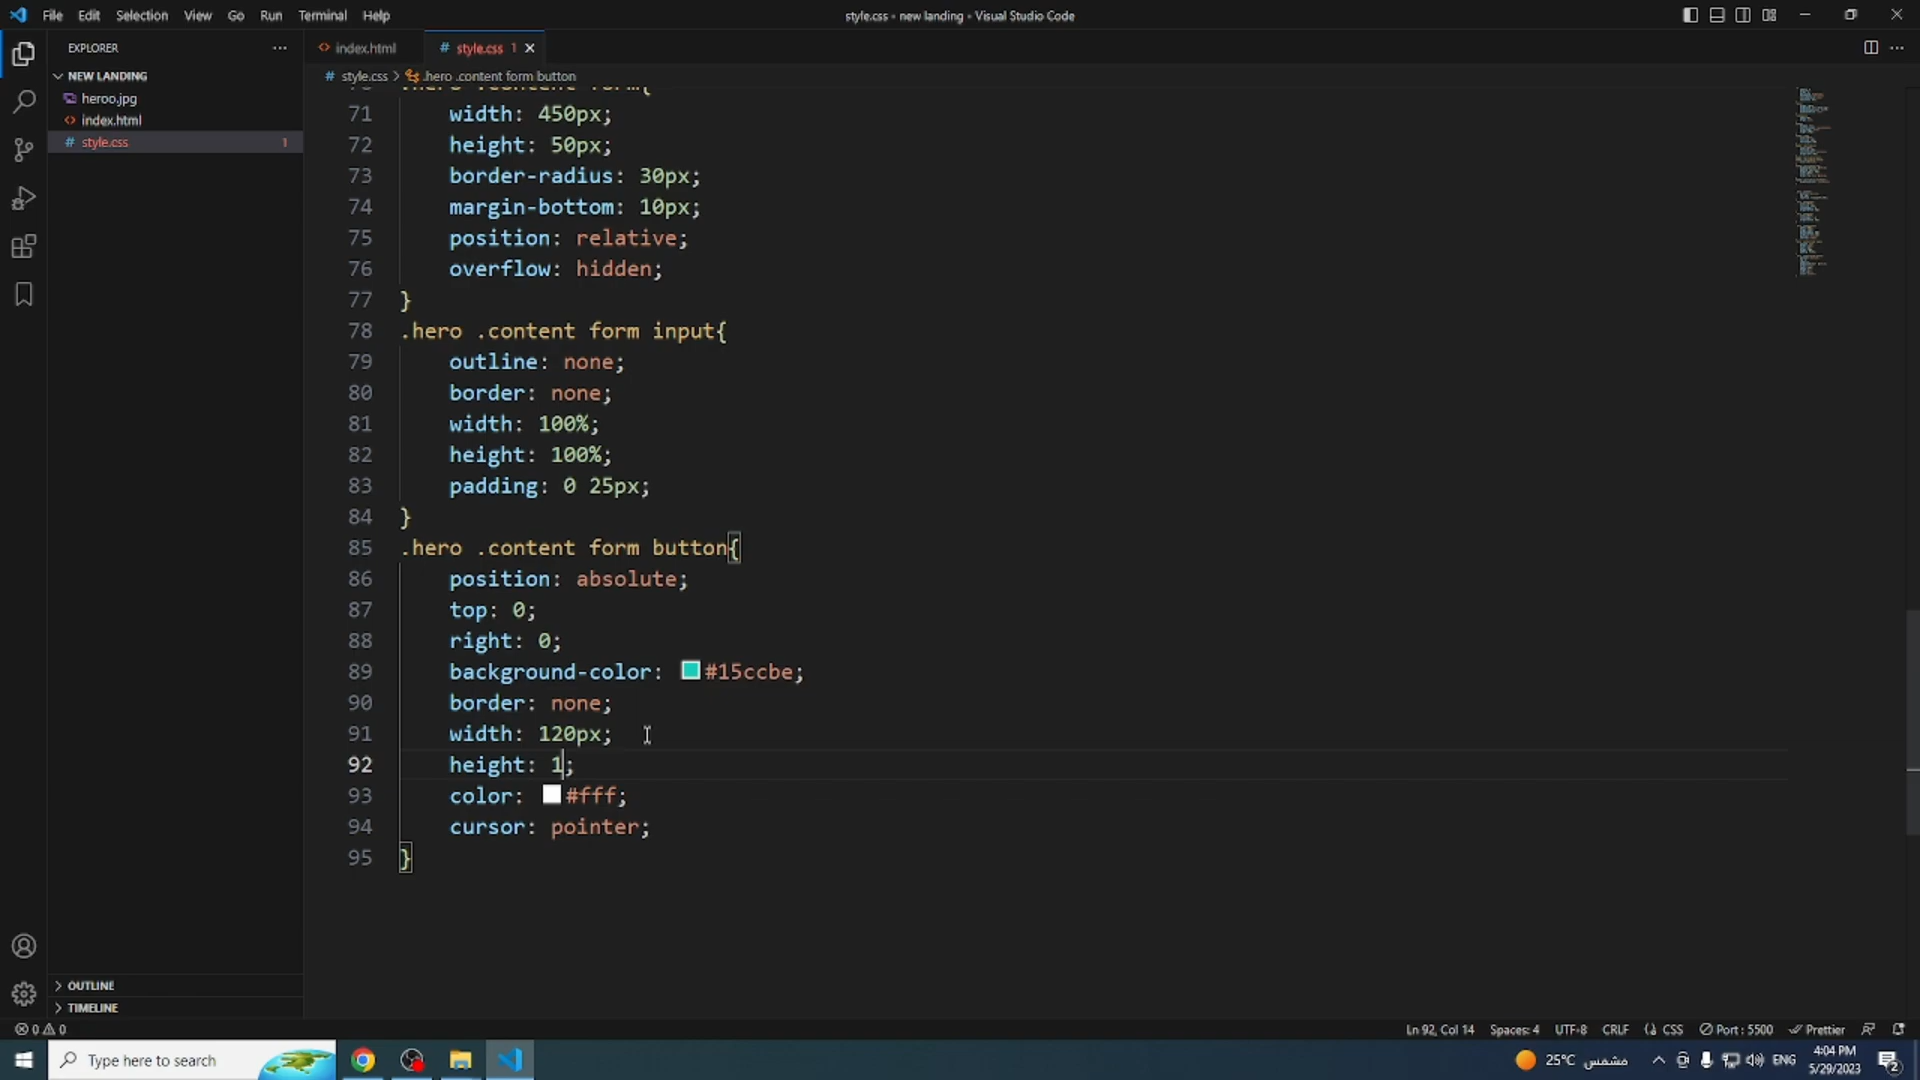 File Edit Selection View Go Run Terminal Help
style.css - new landing - Visual Studio Code
EXPLORER
NEW LANDING
heroo.jpg
index.html
style.css 1
index.html
# style.css 1
# style.css > .hero .content form button
.hero .content form{
71 width: 450px;
72 height: 50px;
73 border-radius: 30px;
74 margin-bottom: 10px;
75 position: relative;
76 overflow: hidden;
77 }
78 .hero .content form input{
79 outline: none;
80 border: none;
81 width: 100%;
82 height: 100%;
83 padding: 0 25px;
84 }
85 .hero .content form button{
86 position: absolute;
87 top: 0;
88 right: 0;
89 background-color: #15ccbe;
90 border: none;
91 width: 120px;
92 height: 1;
93 color: #fff;
94 cursor: pointer;
95 }
OUTLINE
TIMELINE
0 0
Ln 92, Col 14 Spaces: 4 UTF-8 CRLF CSS Port : 5500 Prettier
Type here to search
25°C مشمس
ENG
4:04 PM
5/29/2023
2